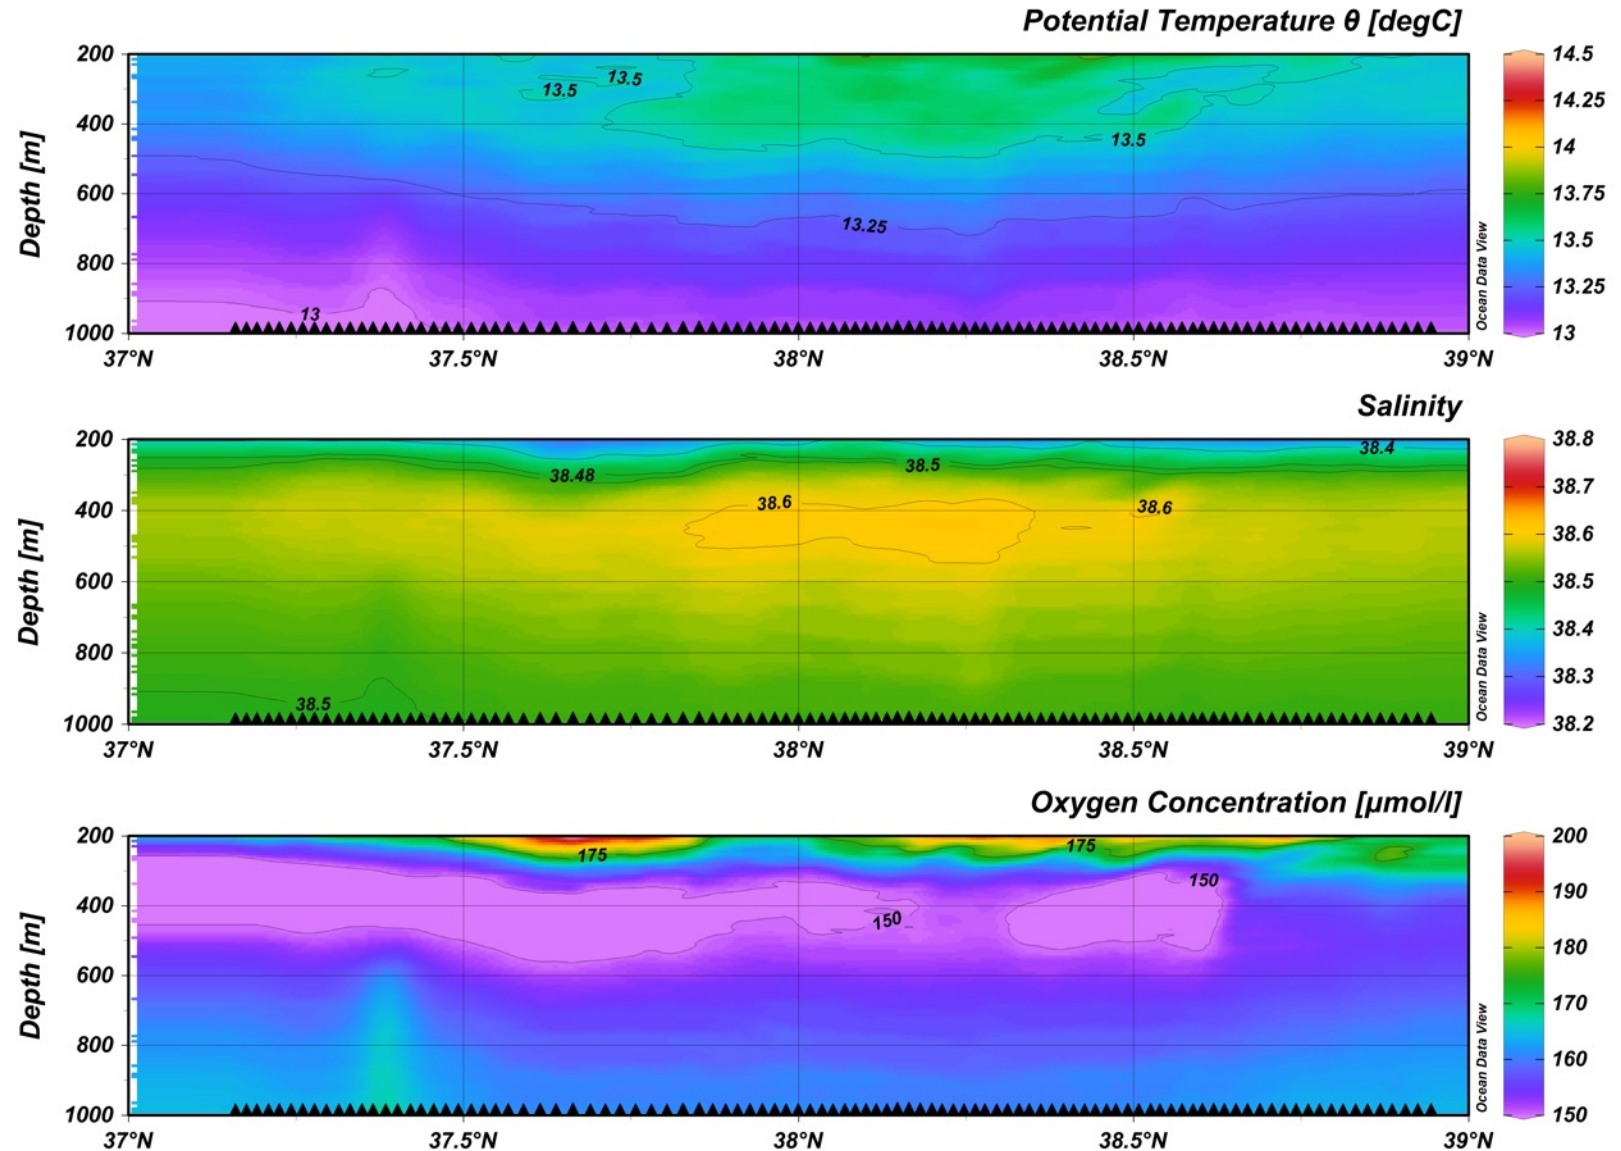 Potential Temperature θ [degC]
200
400
600
800
1000
Depth [m]
13.5
13.5
13.5
13.25
13
37°N
37.5°N
38°N
38.5°N
39°N
Ocean Data View
14.5
14.25
14
13.75
13.5
13.25
13
Salinity
200
400
600
800
1000
Depth [m]
38.4
38.5
38.48
38.6
38.6
38.5
37°N
37.5°N
38°N
38.5°N
39°N
Ocean Data View
38.8
38.7
38.6
38.5
38.4
38.3
38.2
Oxygen Concentration [µmol/l]
200
400
600
800
1000
Depth [m]
175
175
150
150
37°N
37.5°N
38°N
38.5°N
39°N
Ocean Data View
200
190
180
170
160
150